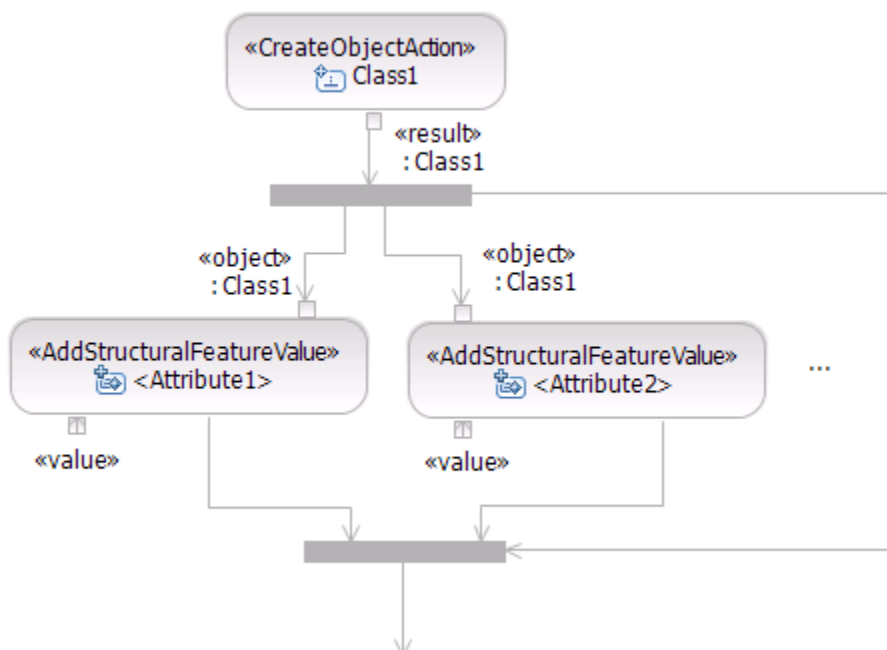 «CreateObjectAction»
Class1
«result»
:Class1
«object»
:Class1
«object»
:Class1
«AddStructuralFeatureValue»
<Attribute1>
«AddStructuralFeatureValue»
<Attribute2>
...
«value»
«value»